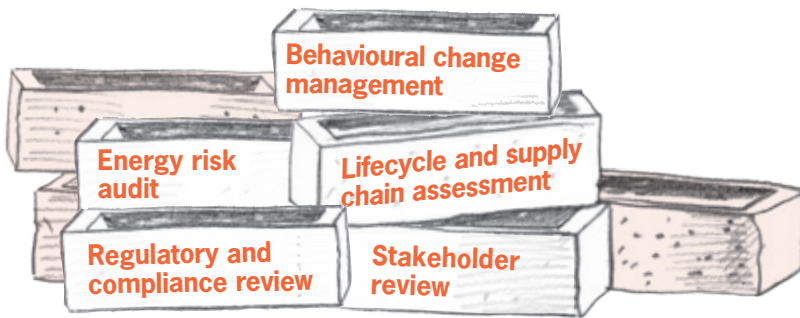 Behavioural change
management
Energy risk
audit
Lifecycle and supply
chain assessment
Regulatory and
compliance review
Stakeholder
review